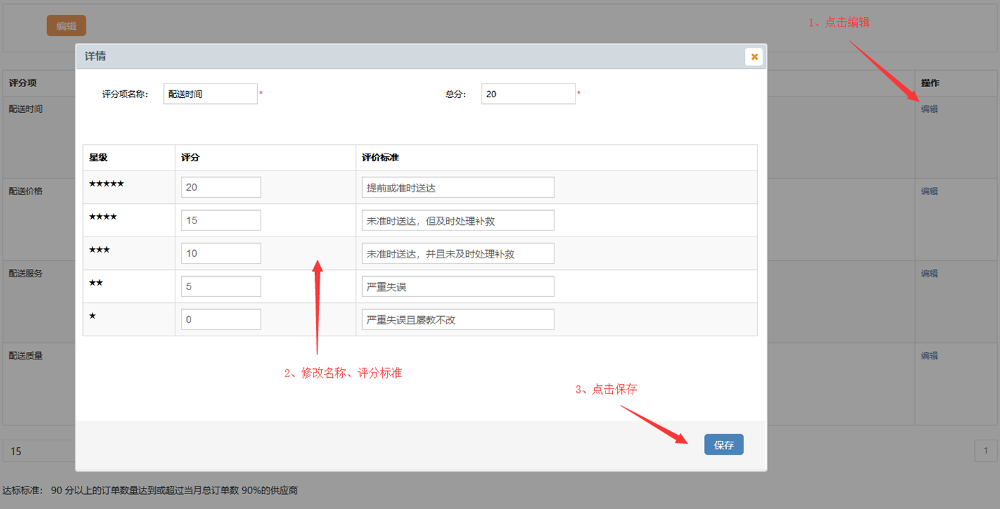 编辑
1、点击编辑
详情
评分项
操作
评分项名称： 配送时间 * 总分： 20 *
配送时间
编辑
星级 评分 评价标准
★★★★★ 20 提前或准时送达
配送价格
编辑
★★★★ 15 未准时送达，但及时处理补救
★★★ 10 未准时送达，并且未及时处理补救
配送服务
编辑
★★ 5 严重失误
★ 0 严重失误且屡教不改
配送质量
编辑
2、修改名称、评分标准
3、点击保存
保存
15
1
达标标准： 90 分以上的订单数量达到或超过当月总订单数 90%的供应商